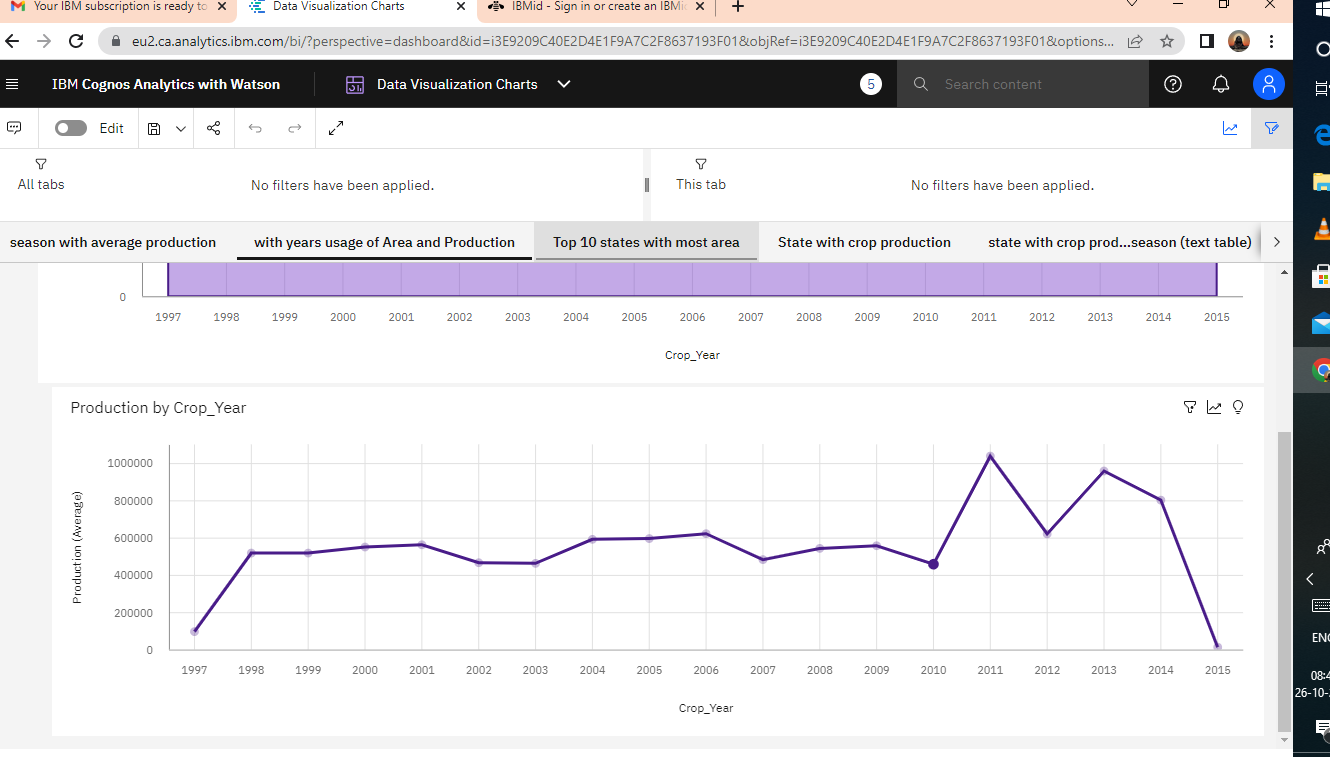 Your IBM subscription is ready to
Data Visualization Charts
IBMid - Sign in or create an IBMi
eu2.ca.analytics.ibm.com/bi/?perspective=dashboard&id=i3E9209C40E2D4E1F9A7C2F8637193F01&objRef=i3E9209C40E2D4E1F9A7C2F8637193F01&options...
IBM Cognos Analytics with Watson
Data Visualization Charts
5
Search content
Edit
All tabs
No filters have been applied.
This tab
No filters have been applied.
season with average production
with years usage of Area and Production
Top 10 states with most area
State with crop production
state with crop prod...season (text table)
0
1997 1998 1999 2000 2001 2002 2003 2004 2005 2006 2007 2008 2009 2010 2011 2012 2013 2014 2015
Crop_Year
Production by Crop_Year
Production (Average)
1000000
800000
600000
400000
200000
0
1997 1998 1999 2000 2001 2002 2003 2004 2005 2006 2007 2008 2009 2010 2011 2012 2013 2014 2015
Crop_Year
ENG
08:4
26-10-